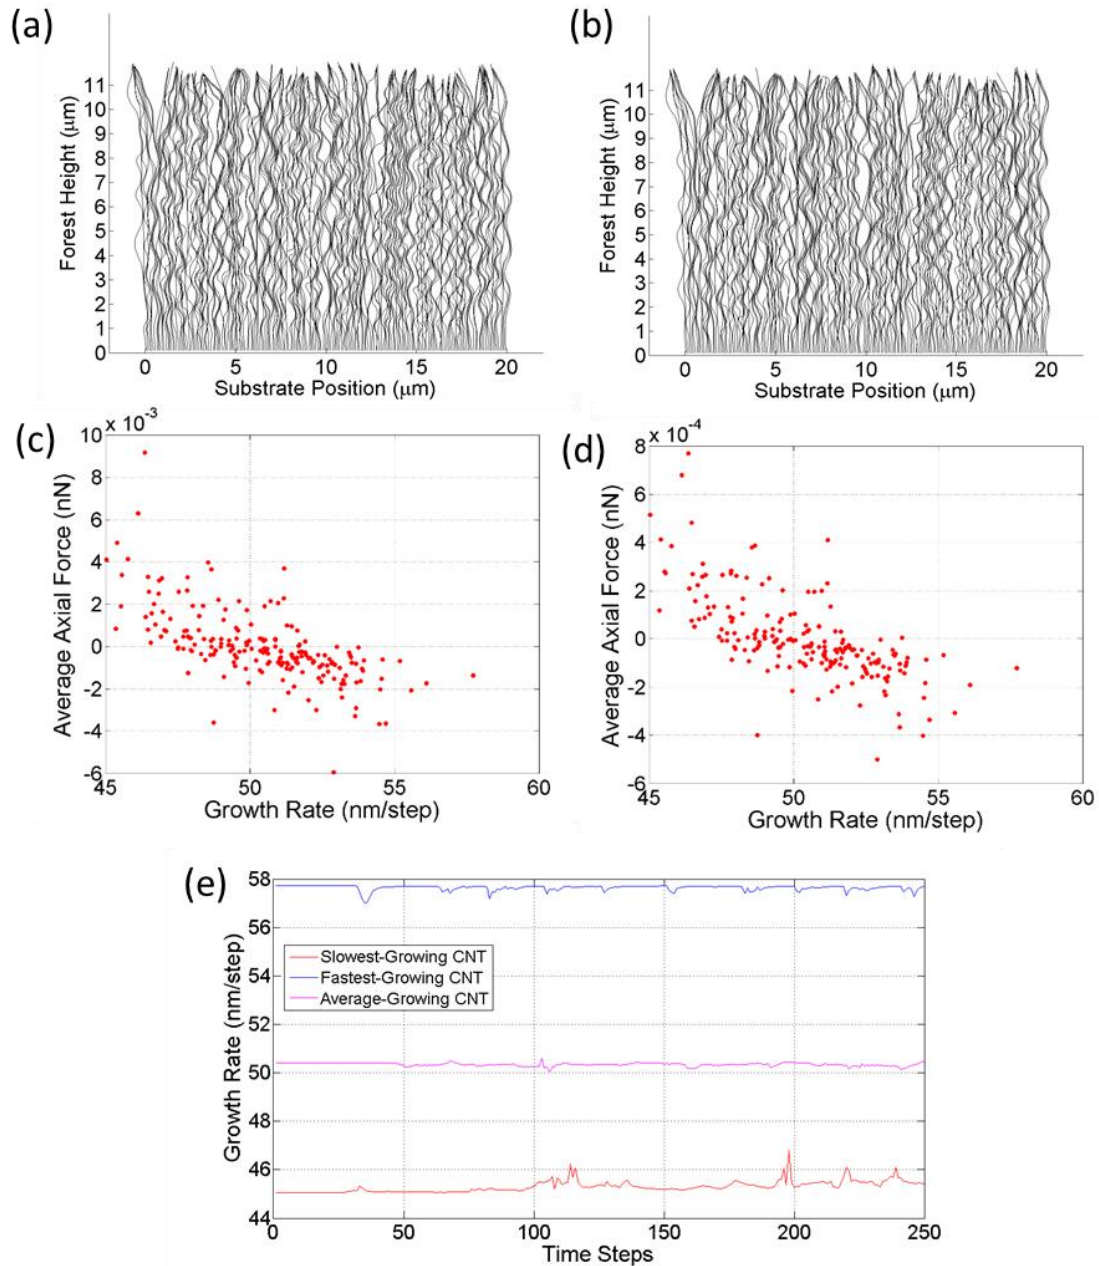 (a)
(b)
Forest Height (μm)
11
10
9
8
7
6
5
4
3
2
1
0
0 5 10 15 20
Substrate Position (μm)
Forest Height (μm)
11
10
9
8
7
6
5
4
3
2
1
0
0 5 10 15 20
Substrate Position (μm)
(c)
x 10⁻³
Average Axial Force (nN)
10
8
6
4
2
0
-2
-4
-6
45 50 55 60
Growth Rate (nm/step)
(d)
x 10⁻⁴
Average Axial Force (nN)
8
6
4
2
0
-2
-4
-6
45 50 55 60
Growth Rate (nm/step)
(e)
Growth Rate (nm/step)
58
56
54
52
50
48
46
44
Slowest-Growing CNT
Fastest-Growing CNT
Average-Growing CNT
0 50 100 150 200 250
Time Steps